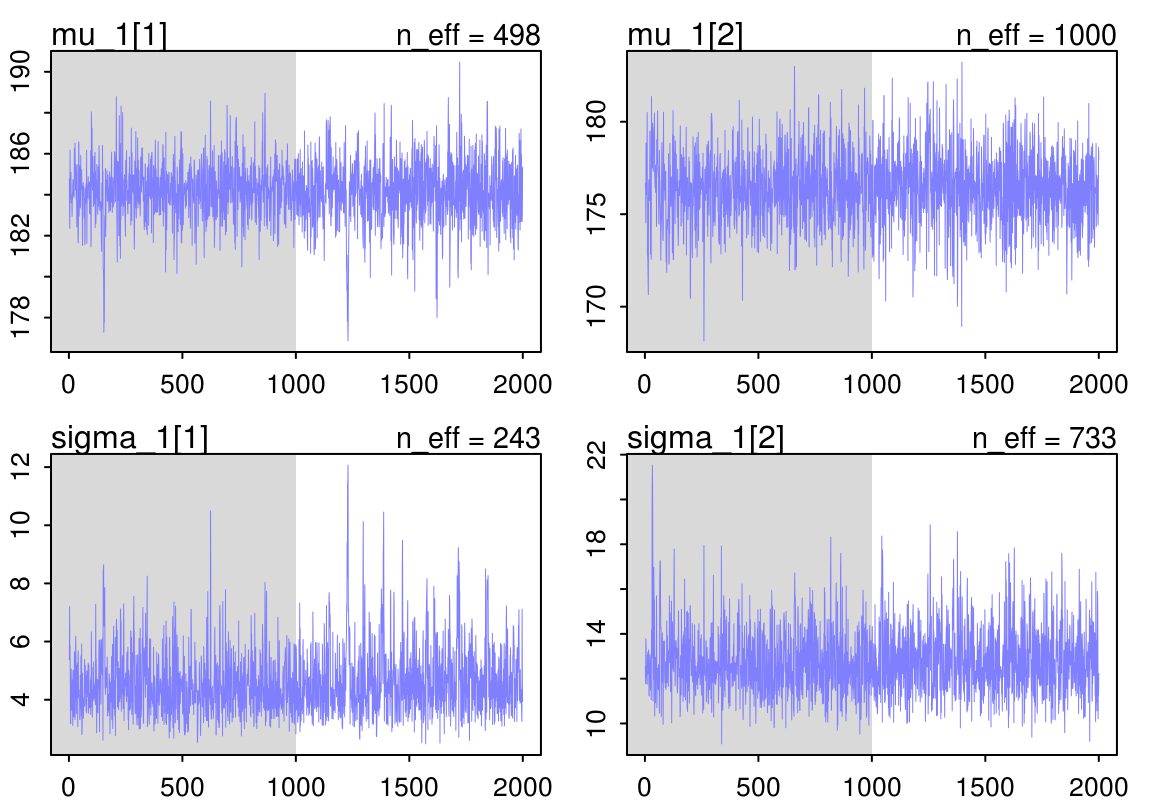 mu_1[1] n_eff = 498
190
186
182
178
0 500 1000 1500 2000
mu_1[2] n_eff = 1000
180
175
170
0 500 1000 1500 2000
sigma_1[1] n_eff = 243
12
10
8
6
4
0 500 1000 1500 2000
sigma_1[2] n_eff = 733
22
18
14
10
0 500 1000 1500 2000